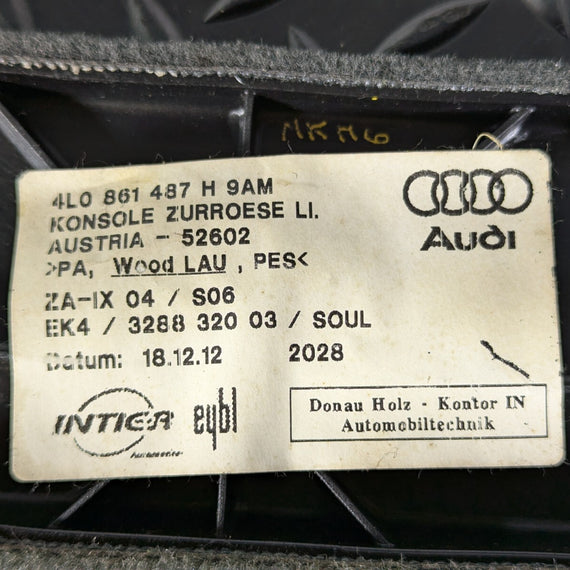 MKM6
4L0 861 487 H 9AM
KONSOLE ZURROESE LI.
AUSTRIA - 52602
>PA, Wood LAU , PES<
ZA-IX 04 / S06
EK4 / 3288 320 03 / SOUL
Datum: 18.12.12 2028
Audi
INTIER
Automotive
eybl
Donau Holz - Kontor IN
Automobiltechnik